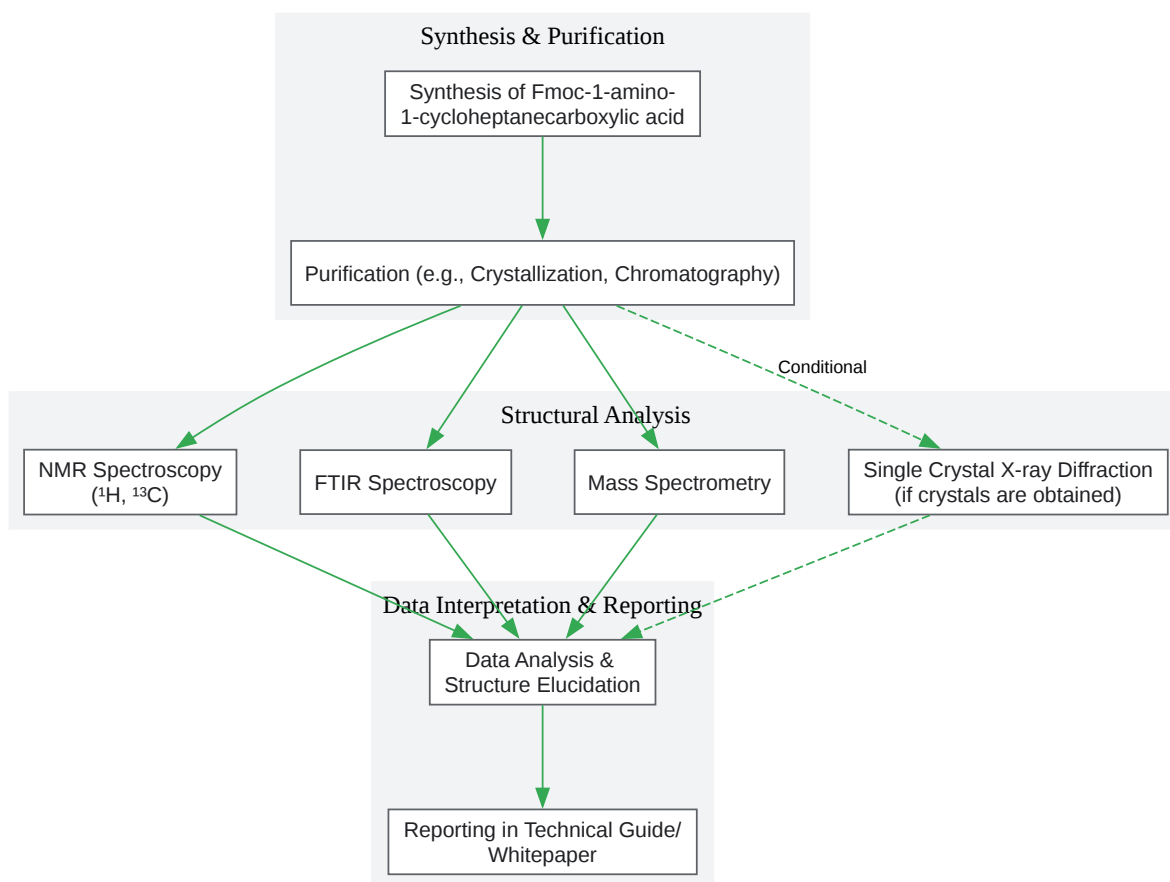 Synthesis & Purification
Synthesis of Fmoc-1-amino-
1-cycloheptanecarboxylic acid
Purification (e.g., Crystallization, Chromatography)
Conditional
Structural Analysis
NMR Spectroscopy
(¹H, ¹³C)
FTIR Spectroscopy
Mass Spectrometry
Single Crystal X-ray Diffraction
(if crystals are obtained)
Data Interpretation & Reporting
Data Analysis &
Structure Elucidation
Reporting in Technical Guide/
Whitepaper